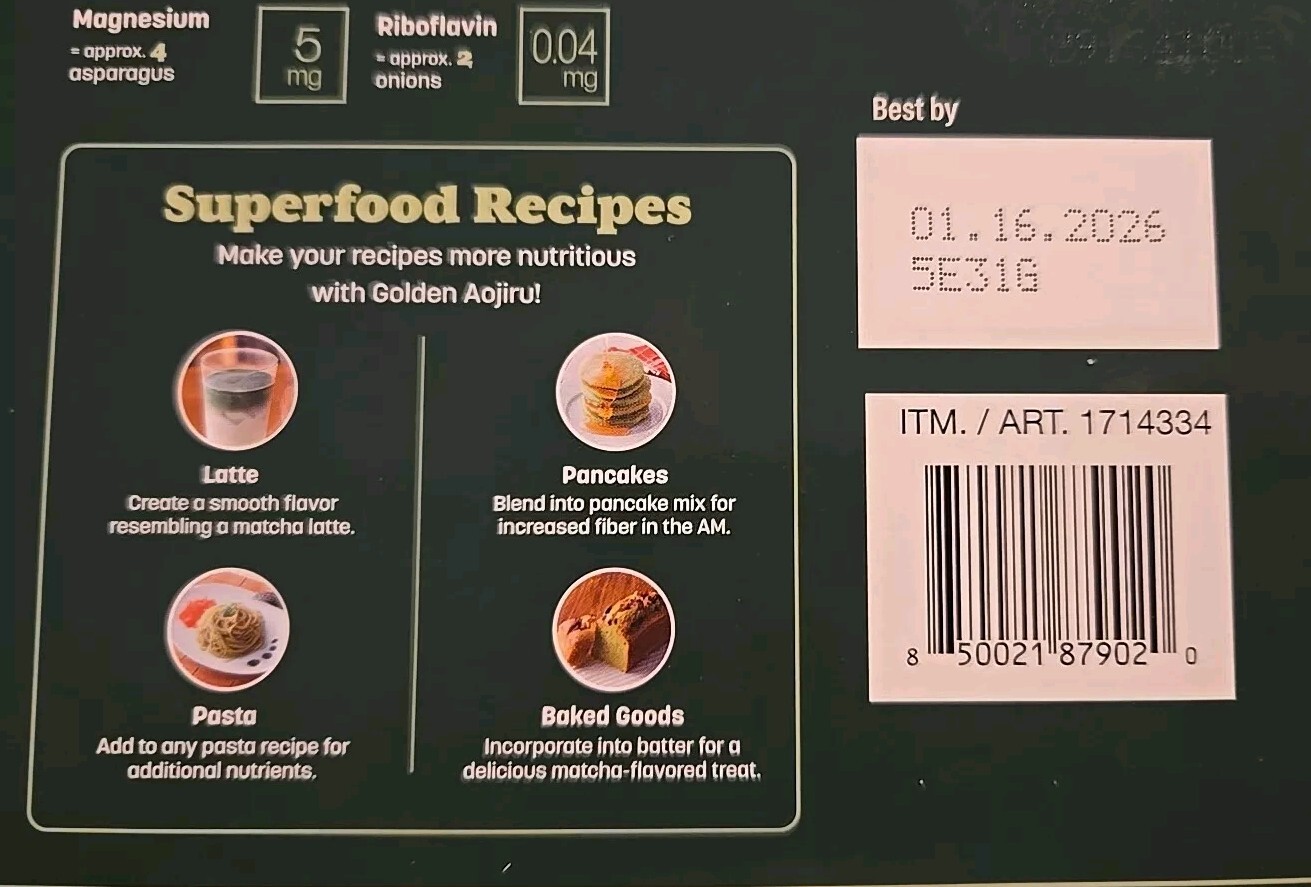 Magnesium
= approx. 4
asparagus
5
mg
Riboflavin
= approx. 2
onions
0.04
mg
Best by
01.16.2026
5E31G
Superfood Recipes
Make your recipes more nutritious
with Golden Aojiru!
Latte
Create a smooth flavor
resembling a matcha latte.
Pancakes
Blend into pancake mix for
increased fiber in the AM.
Pasta
Add to any pasta recipe for
additional nutrients.
Baked Goods
Incorporate into batter for a
delicious matcha-flavored treat.
ITM. / ART. 1714334
8 50021 87902 0